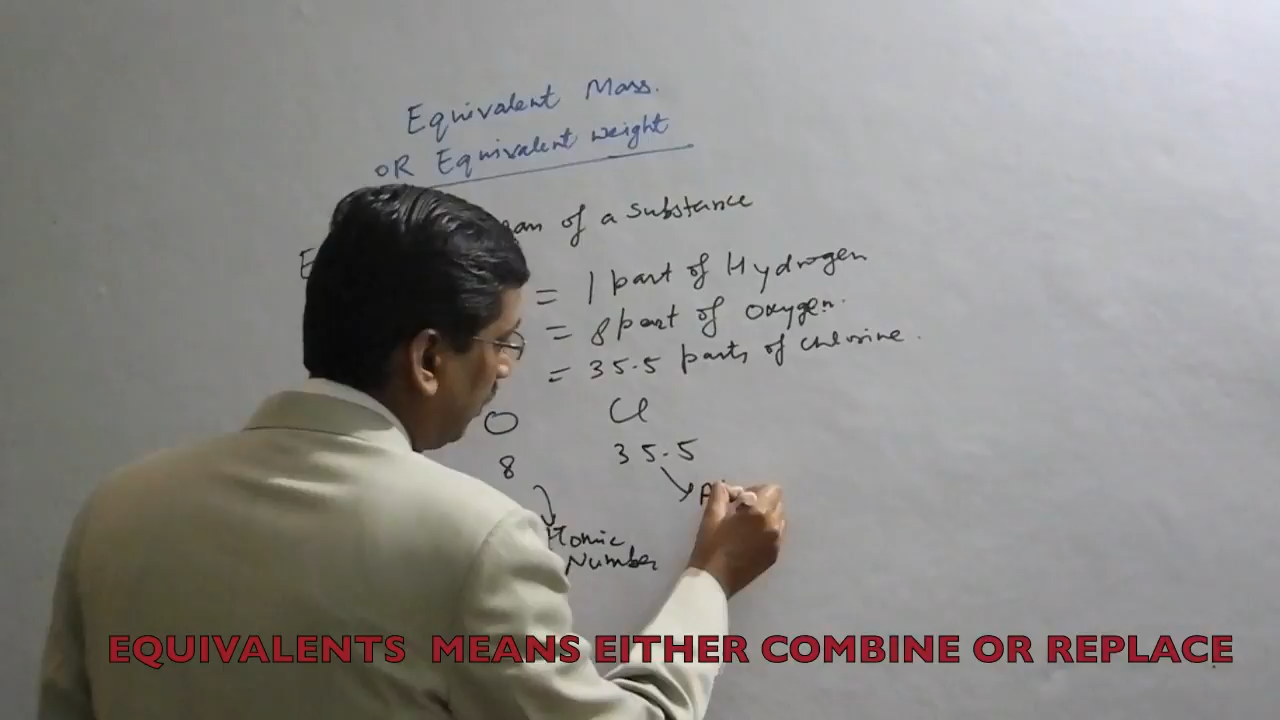 Equivalent Mass.
OR Equivalent weight
of a substance
= 1 part of Hydrogen
= 8 part of oxygen.
= 35.5 parts of chlorine.
O Cl
8 35.5
Atomic
Number
EQUIVALENTS MEANS EITHER COMBINE OR REPLACE